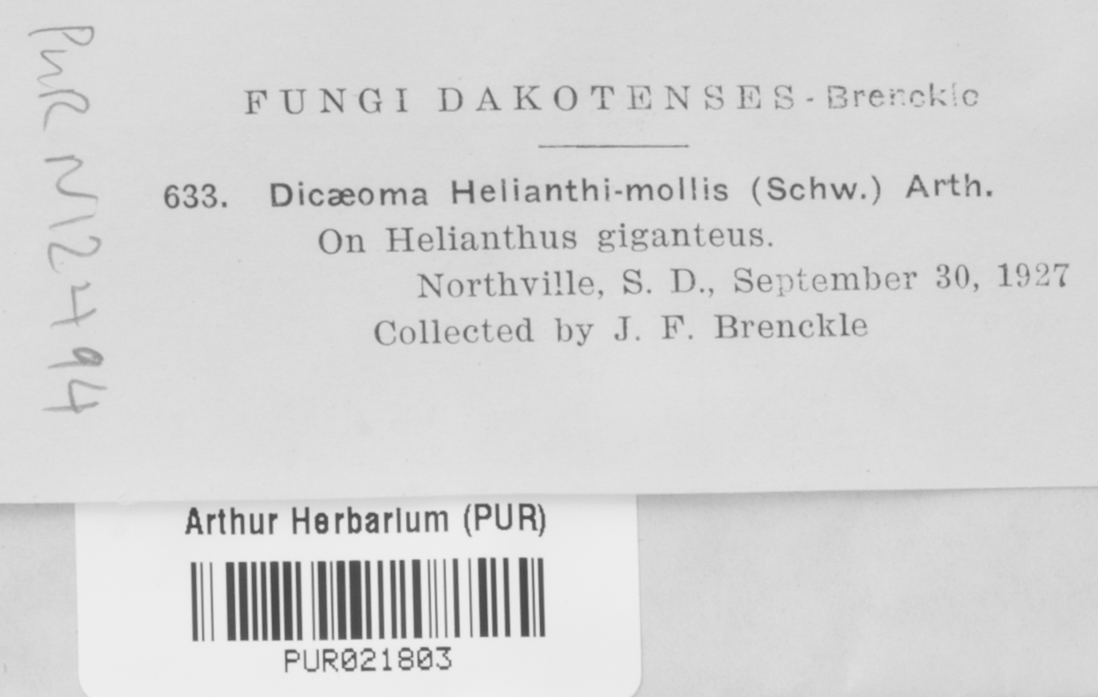 FUNGI DAKOTENSES - Brenckle
633. Dicæoma Helianthi-mollis (Schw.) Arth.
On Helianthus giganteus.
Northville, S. D., September 30, 1927
Collected by J. F. Brenckle
PUR N12494
Arthur Herbarium (PUR)
PUR021803